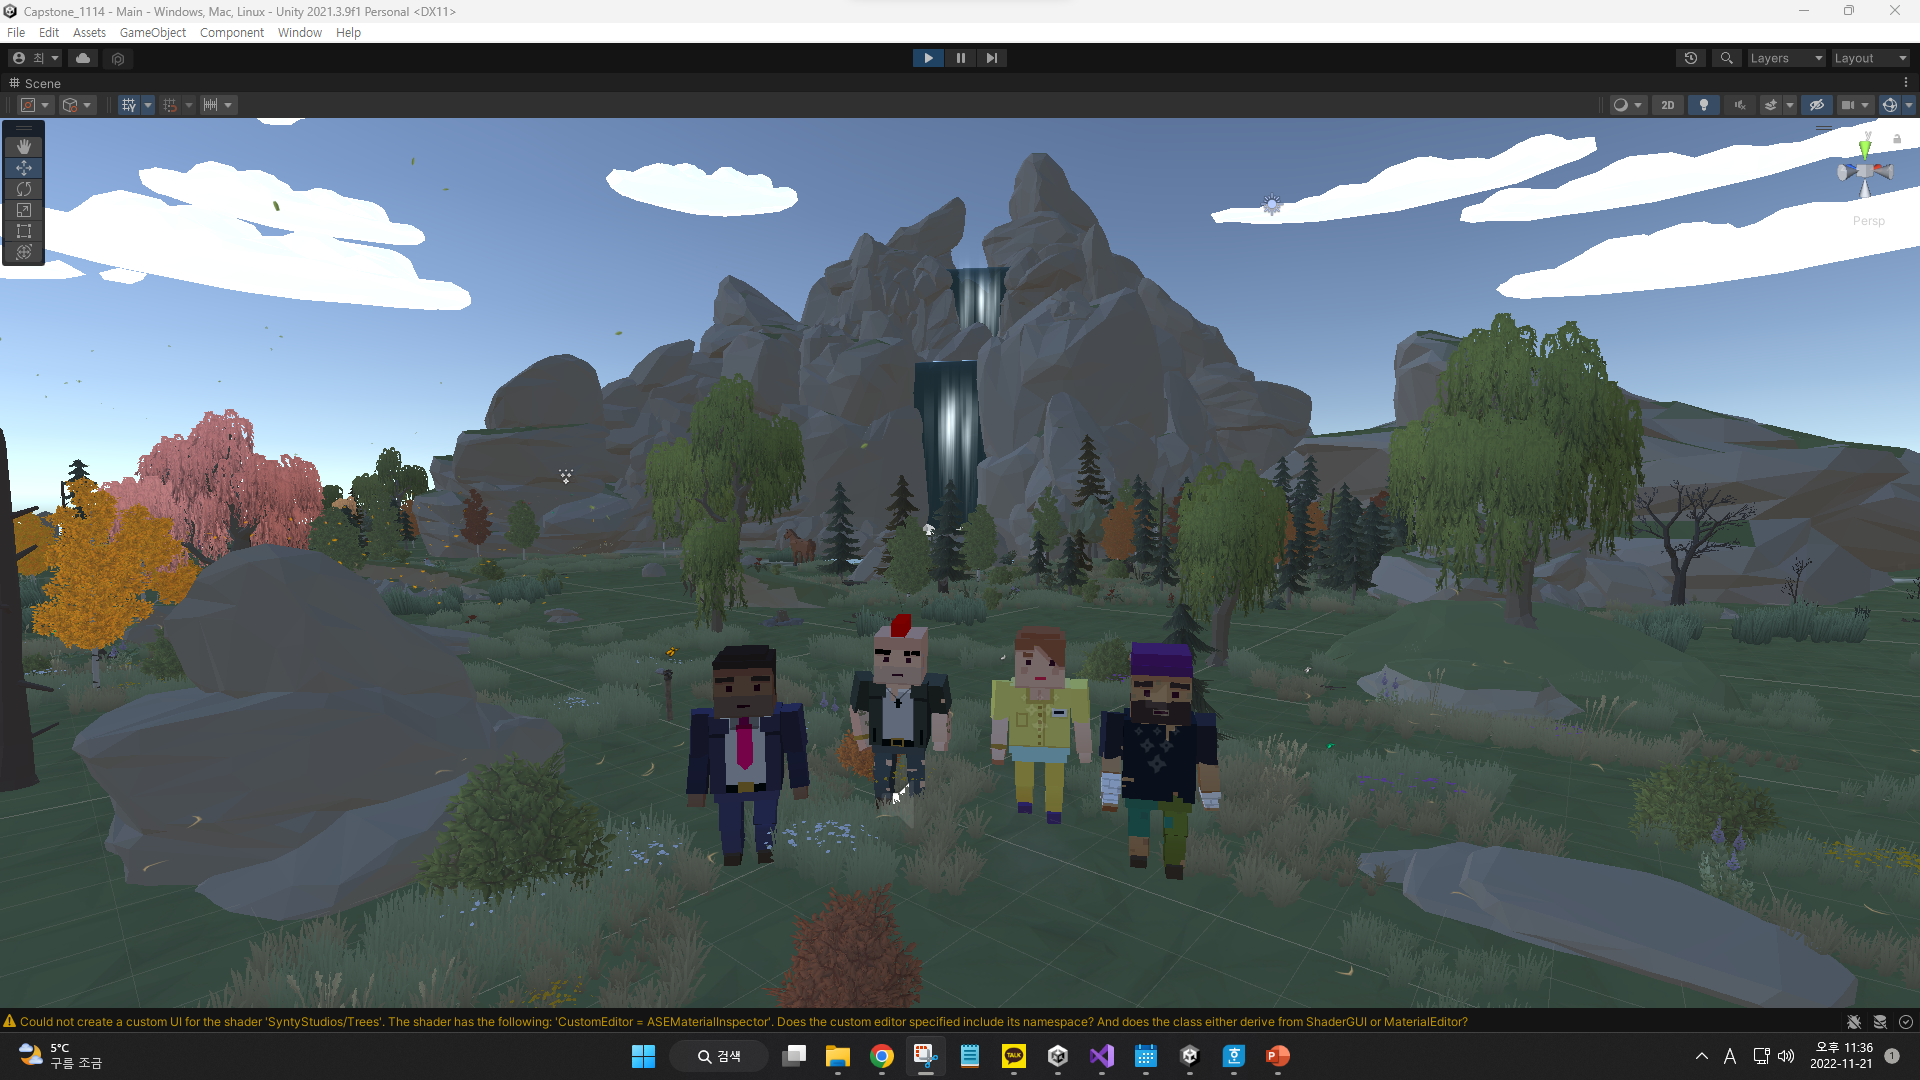 Capstone_1114 - Main - Windows, Mac, Linux - Unity 2021.3.9f1 Personal <DX11>
File Edit Assets GameObject Component Window Help
최
Layers
Layout
Scene
2D
y
Persp
Could not create a custom UI for the shader 'SyntyStudios/Trees'. The shader has the following: 'CustomEditor = ASEMaterialInspector'. Does the custom editor specified include its namespace? And does the class either derive from ShaderGUI or MaterialEditor?
5°C
구름 조금
검색
TALK
P
A
오후 11:36
2022-11-21
1